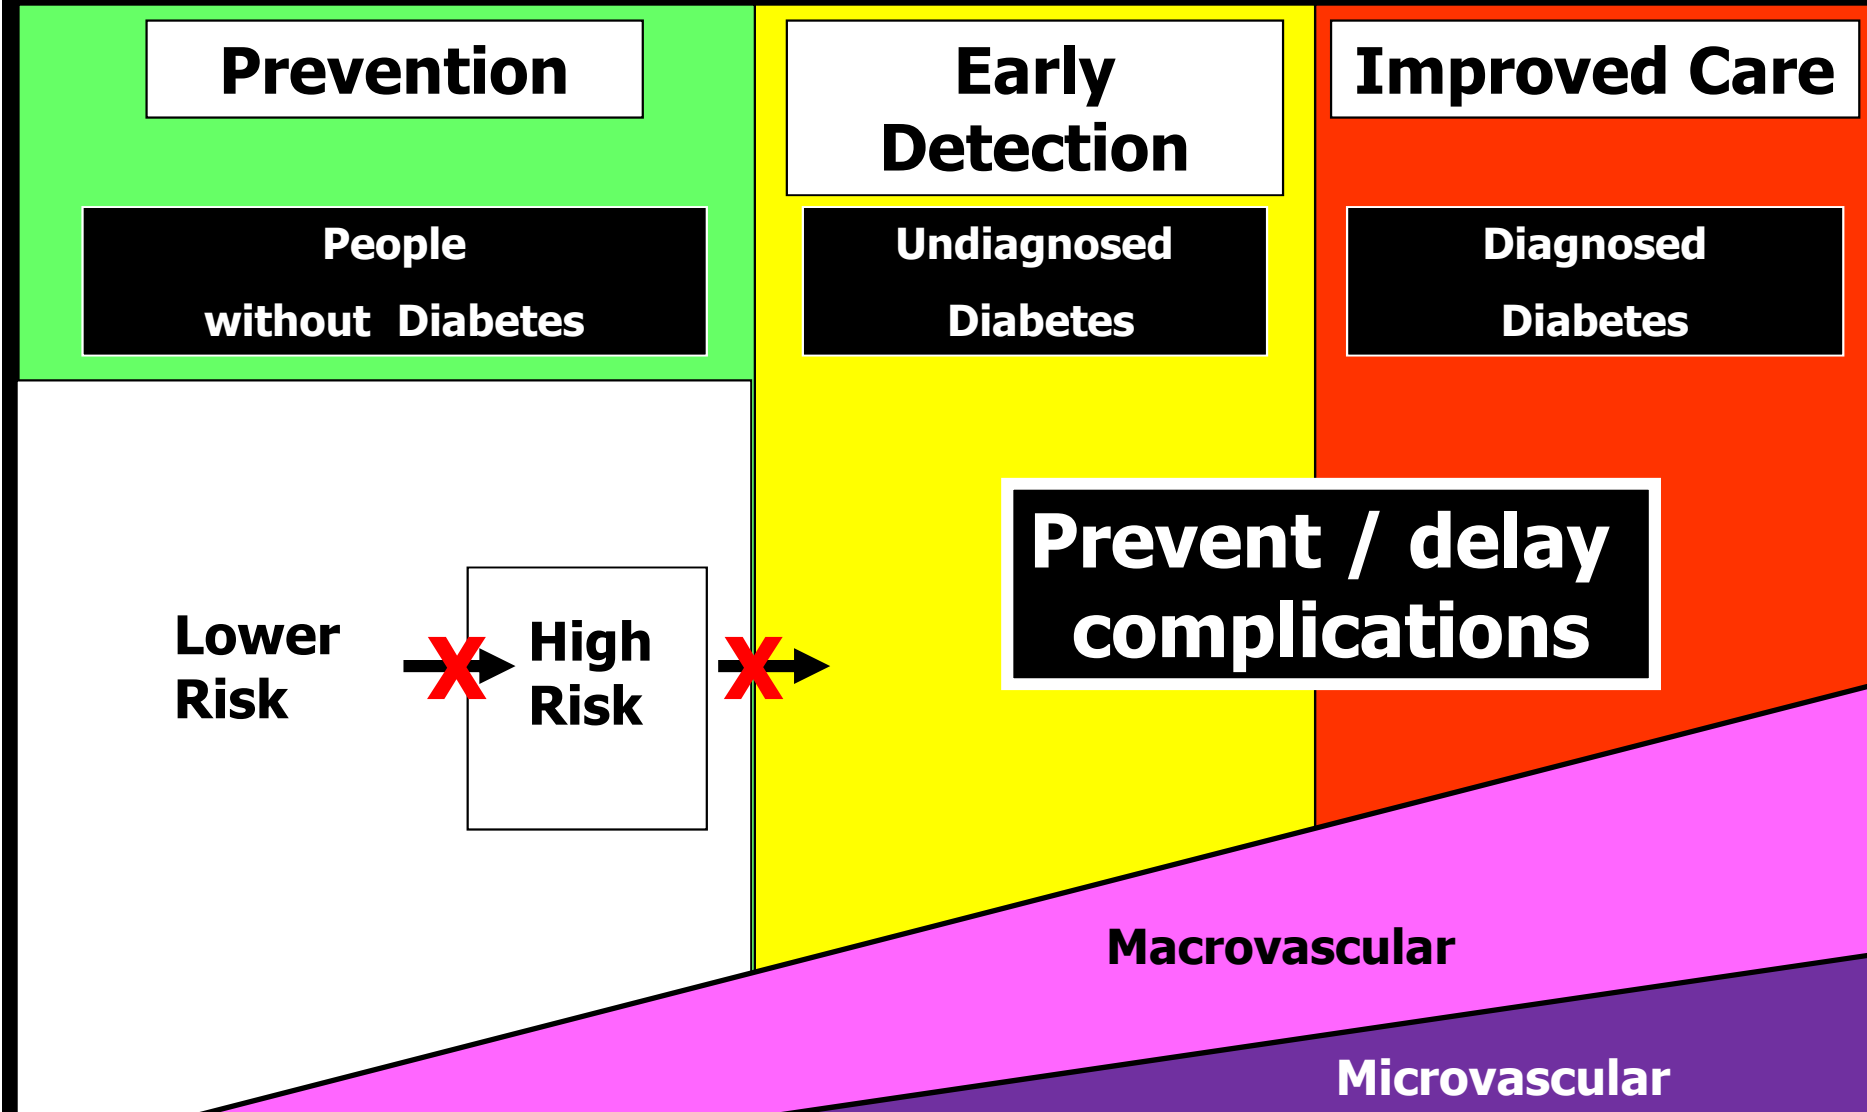 Prevention
Early
Detection
Improved Care
People
without Diabetes
Undiagnosed
Diabetes
Diagnosed
Diabetes
Prevent / delay
complications
Lower
Risk
X
High
Risk
X
Macrovascular
Microvascular